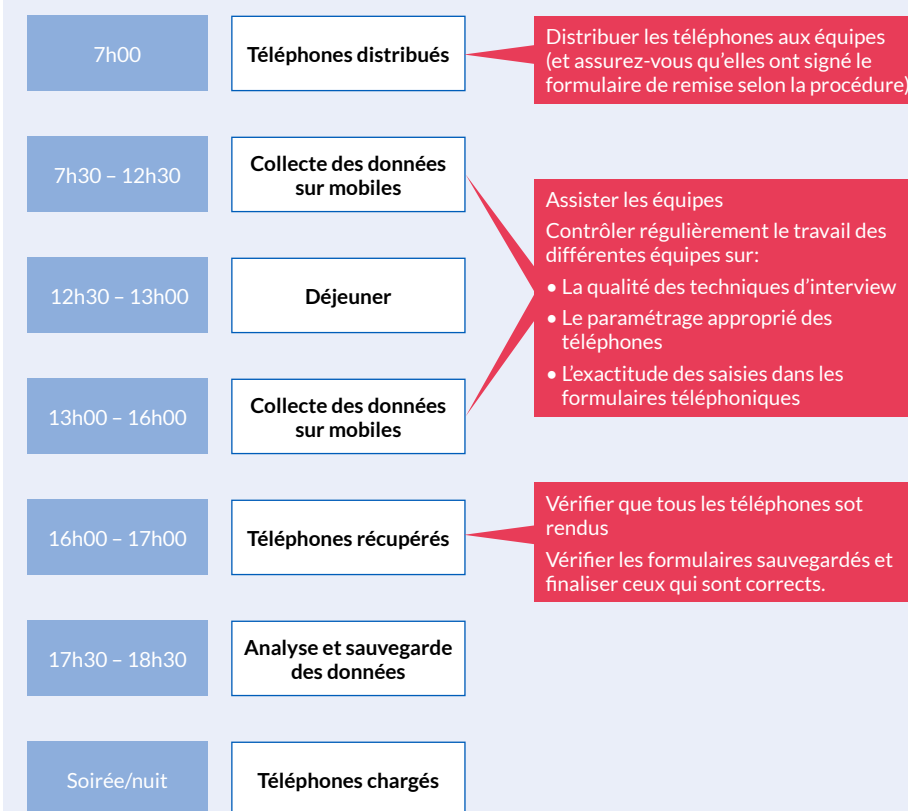 7h00
Téléphones distribués
Distribuer les téléphones aux équipes
(et assurez-vous qu'elles ont signé le
formulaire de remise selon la procédure)
7h30 – 12h30
Collecte des données
sur mobiles
Assister les équipes
Contrôler régulièrement le travail des
différentes équipes sur:
• La qualité des techniques d'interview
• Le paramétrage approprié des
téléphones
• L'exactitude des saisies dans les
formulaires téléphoniques
12h30 – 13h00
Déjeuner
13h00 – 16h00
Collecte des données
sur mobiles
16h00 – 17h00
Téléphones récupérés
Vérifier que tous les téléphones sot
rendus
Vérifier les formulaires sauvegardés et
finaliser ceux qui sont corrects.
17h30 – 18h30
Analyse et sauvegarde
des données
Soirée/nuit
Téléphones chargés